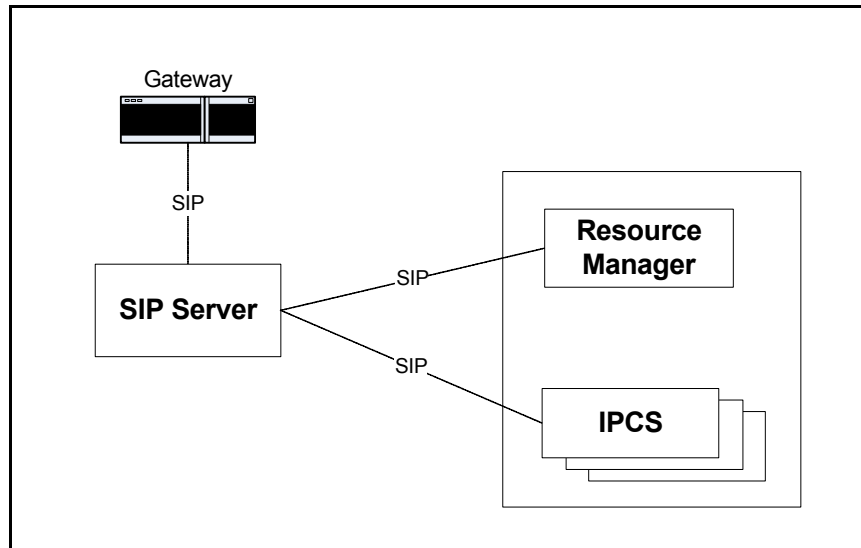 Gateway
SIP
SIP Server
SIP
Resource
Manager
SIP
IPCS